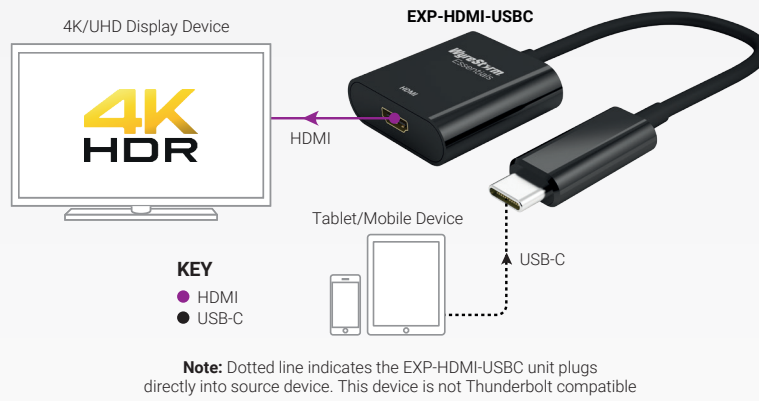 EXP-HDMI-USBC
4K/UHD Display Device
WyreStorm
Essentials
HDMI
4K
HDR
HDMI
Tablet/Mobile Device
USB-C
KEY
HDMI
USB-C
Note: Dotted line indicates the EXP-HDMI-USBC unit plugs
directly into source device. This device is not Thunderbolt compatible